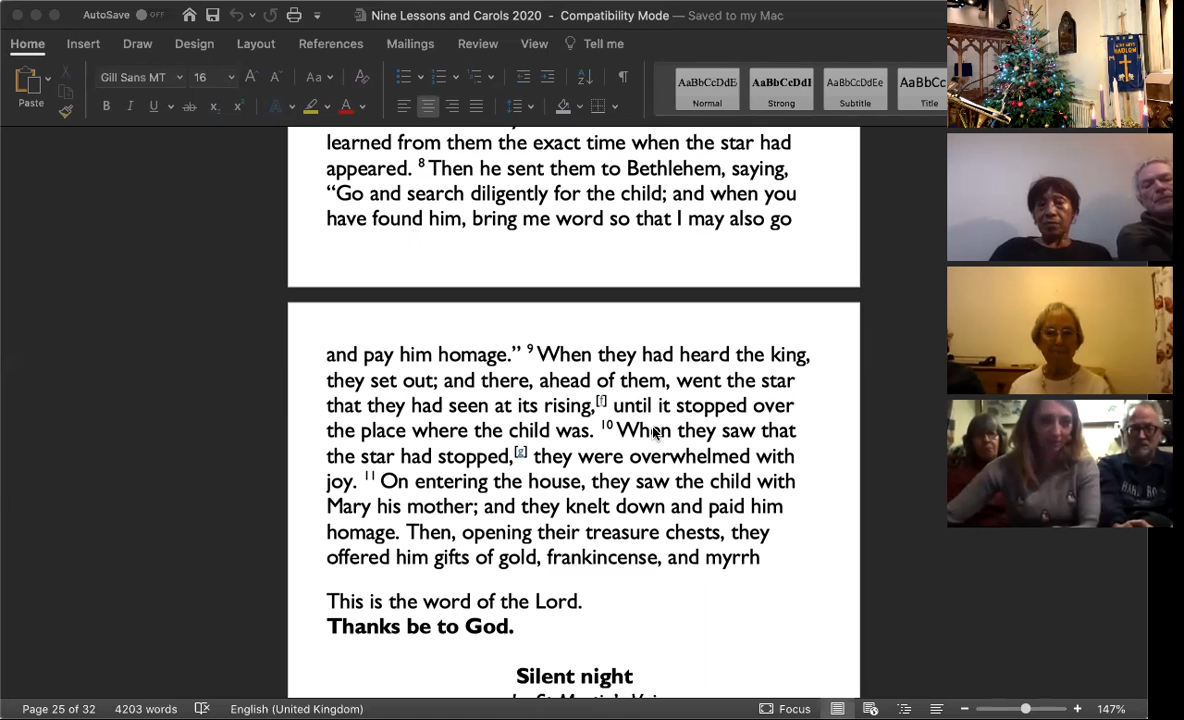 AutoSave OFF
Nine Lessons and Carols 2020 - Compatibility Mode — Saved to my Mac
Home Insert Draw Design Layout References Mailings Review View Tell me
Paste
Gill Sans MT 16
AaBbCcDdE Normal
AaBbCcDdI Strong
AaBbCcDdEe Subtitle
AaBbCc Title
learned from them the exact time when the star had
appeared. 8 Then he sent them to Bethlehem, saying,
“Go and search diligently for the child; and when you
have found him, bring me word so that I may also go
and pay him homage.” 9 When they had heard the king,
they set out; and there, ahead of them, went the star
that they had seen at its rising,[f] until it stopped over
the place where the child was. 10 When they saw that
the star had stopped,[g] they were overwhelmed with
joy. 11 On entering the house, they saw the child with
Mary his mother; and they knelt down and paid him
homage. Then, opening their treasure chests, they
offered him gifts of gold, frankincense, and myrrh
This is the word of the Lord.
Thanks be to God.
Silent night
HADLOW
HARD RO
Page 25 of 32 4203 words English (United Kingdom) Focus 147%